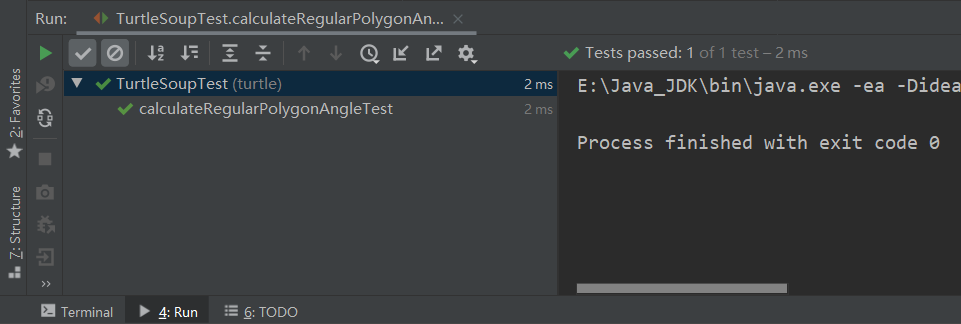 Run: TurtleSoupTest.calculateRegularPolygonAn...
Tests passed: 1 of 1 test – 2 ms
TurtleSoupTest (turtle) 2 ms
calculateRegularPolygonAngleTest 2 ms
E:\Java_JDK\bin\java.exe -ea -Didea
Process finished with exit code 0
2: Favorites
7: Structure
Terminal 4: Run 6: TODO